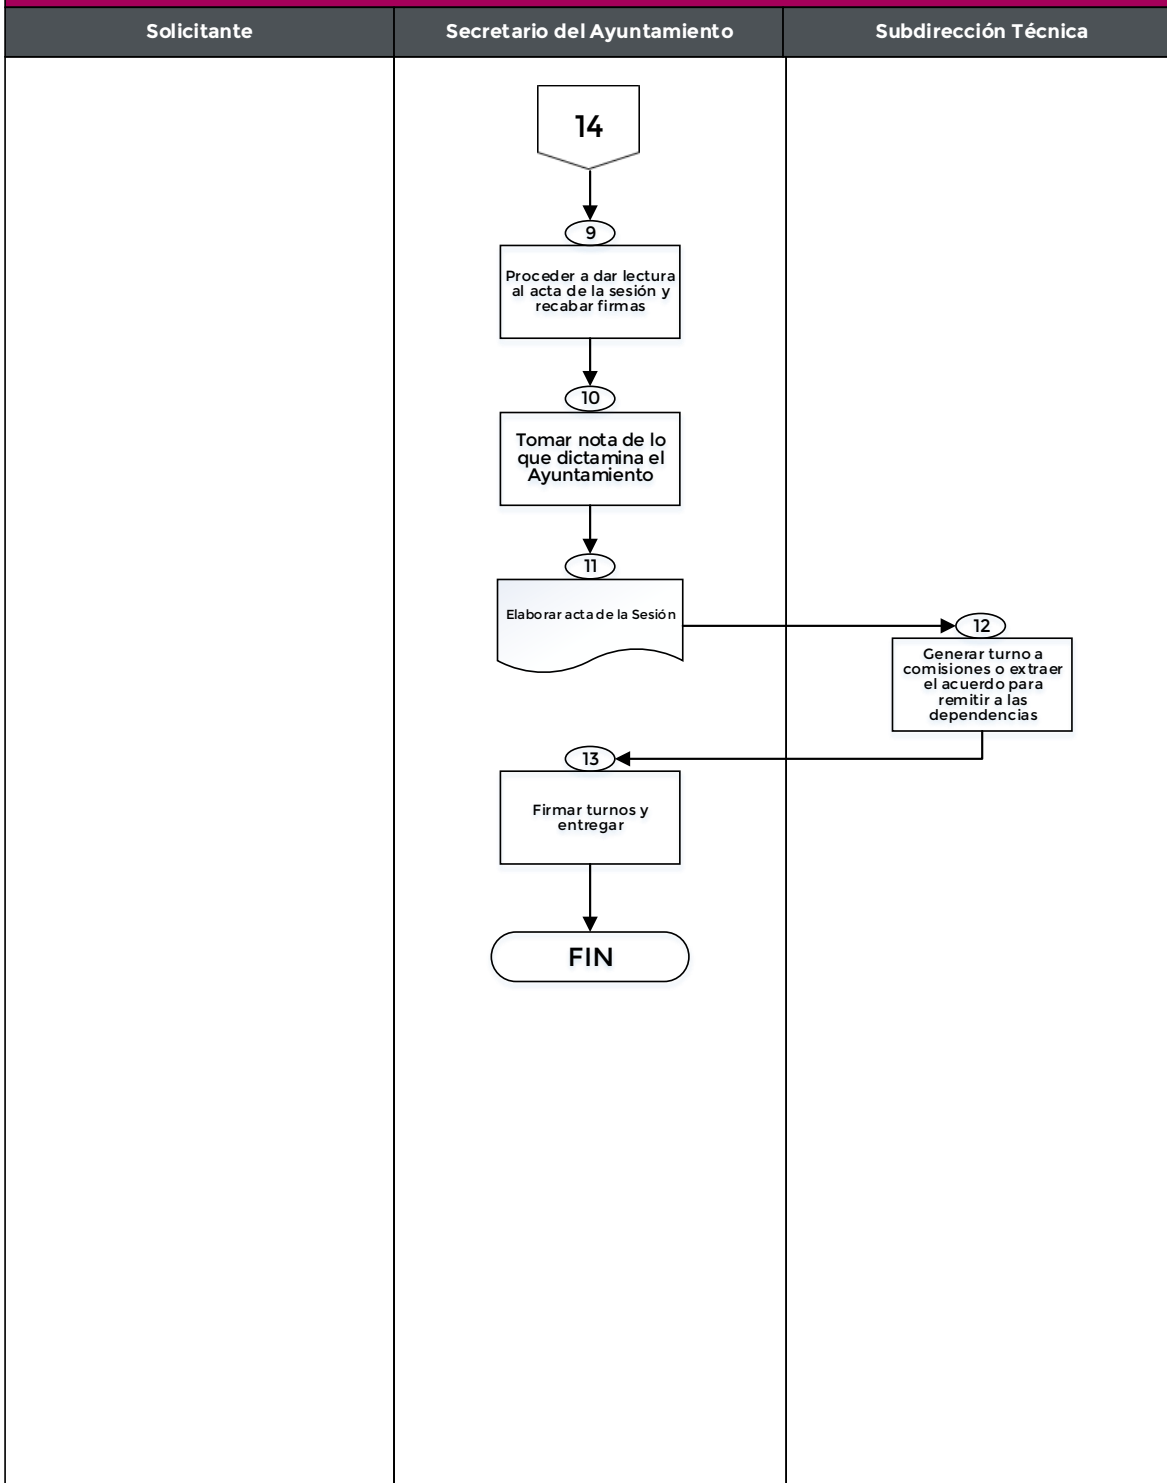 Solicitante
Secretario del Ayuntamiento
Subdirección Técnica
14
9
Proceder a dar lectura
al acta de la sesión y
recabar firmas
10
Tomar nota de lo
que dictamina el
Ayuntamiento
11
Elaborar acta de la Sesión
12
Generar turno a
comisiones o extraer
el acuerdo para
remitir a las
dependencias
13
Firmar turnos y
entregar
FIN